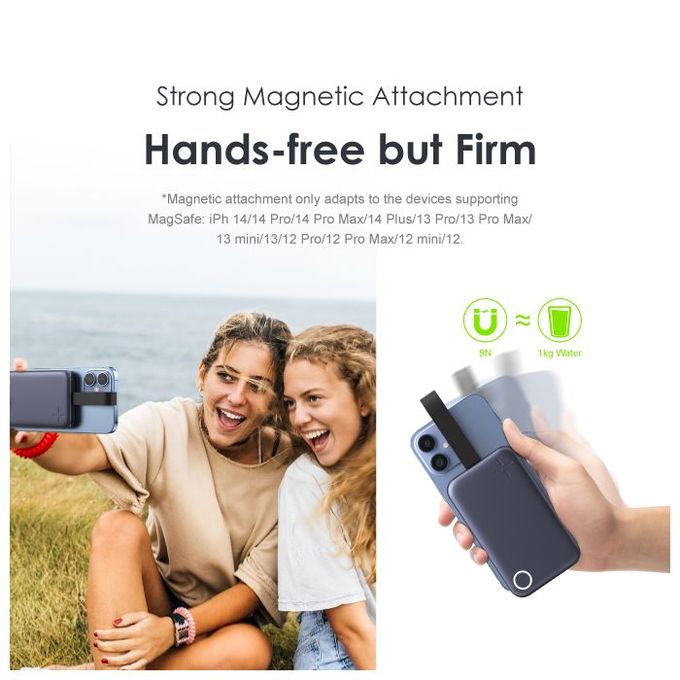 Strong Magnetic Attachment
Hands-free but Firm
*Magnetic attachment only adapts to the devices supporting
MagSafe: iPh 14/14 Pro/14 Pro Max/14 Plus/13 Pro/13 Pro Max/
13 mini/13/12 Pro/12 Pro Max/12 mini/12.
≈
9N
1kg Water